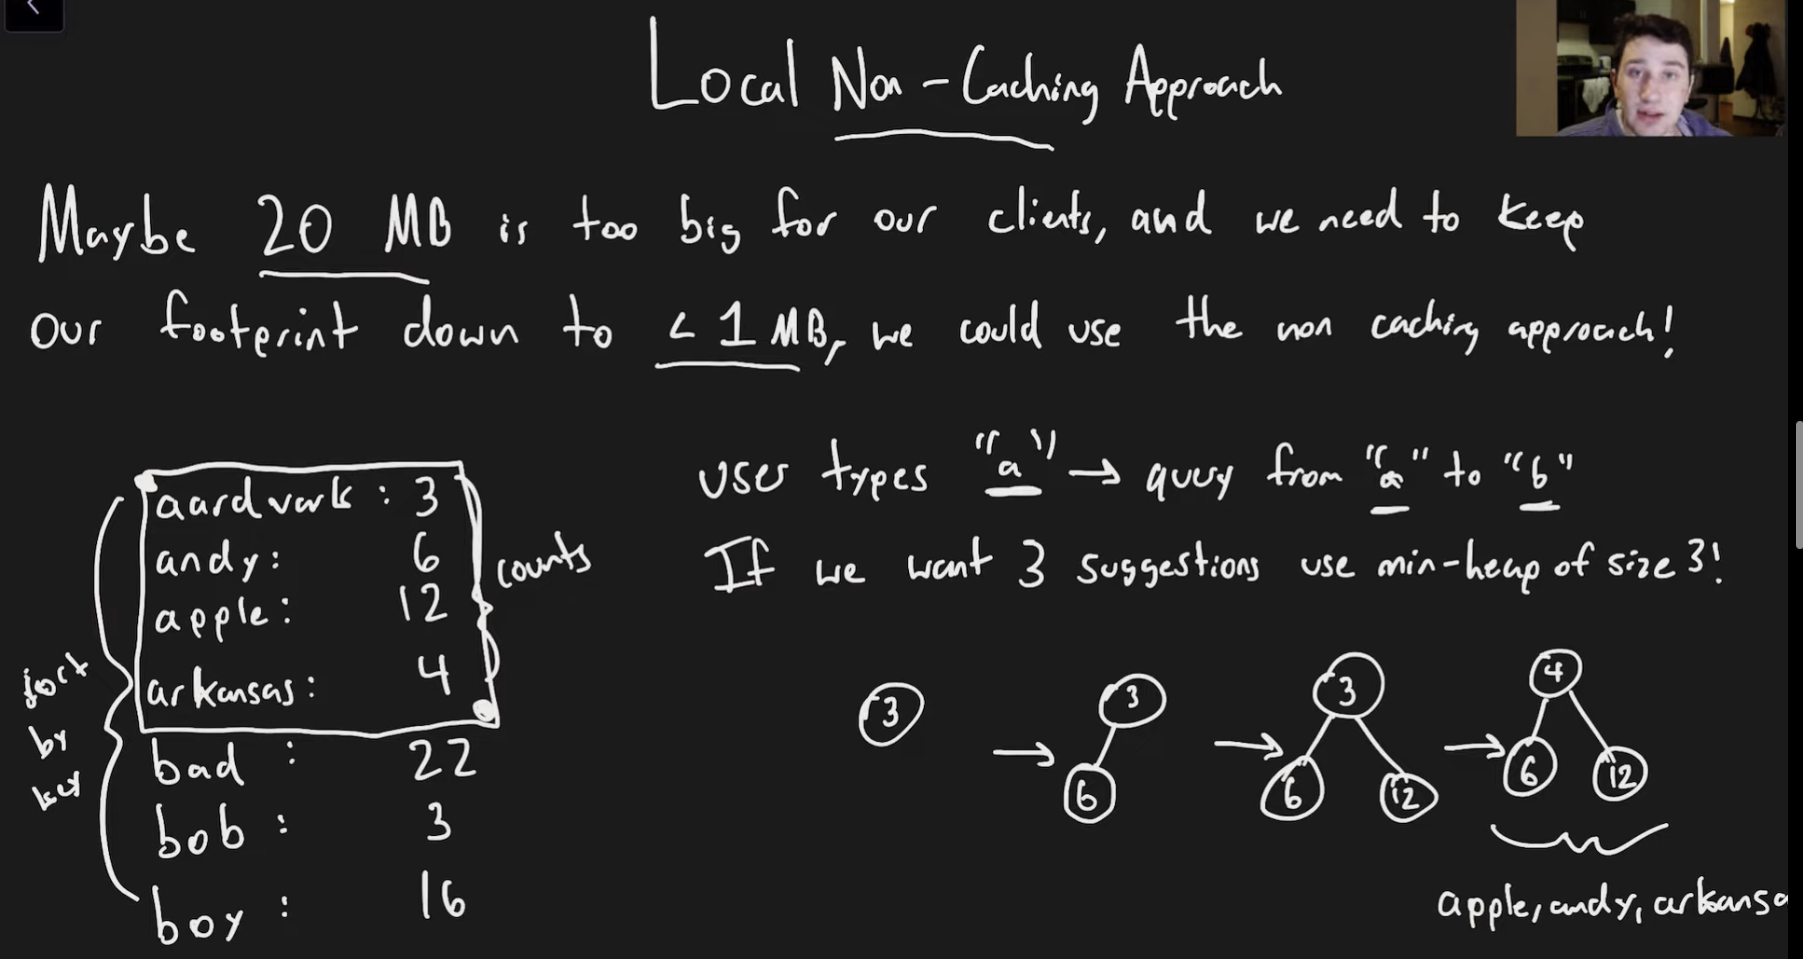 Local Non-Caching Approach
Maybe 20 MB is too big for our clients, and we need to keep
our footprint down to < 1 MB, we could use the non caching approach!
user types "a" → query from "a" to "b"
If we want 3 suggestions use min-heap of size 3!
aardvark : 3
andy: 6
apple: 12
arkansas: 4
bad : 22
bob : 3
boy : 16
counts
sort
by
key
3 → 3 → 3 → 4
6 6 12 6 12
apple, andy, arkansa